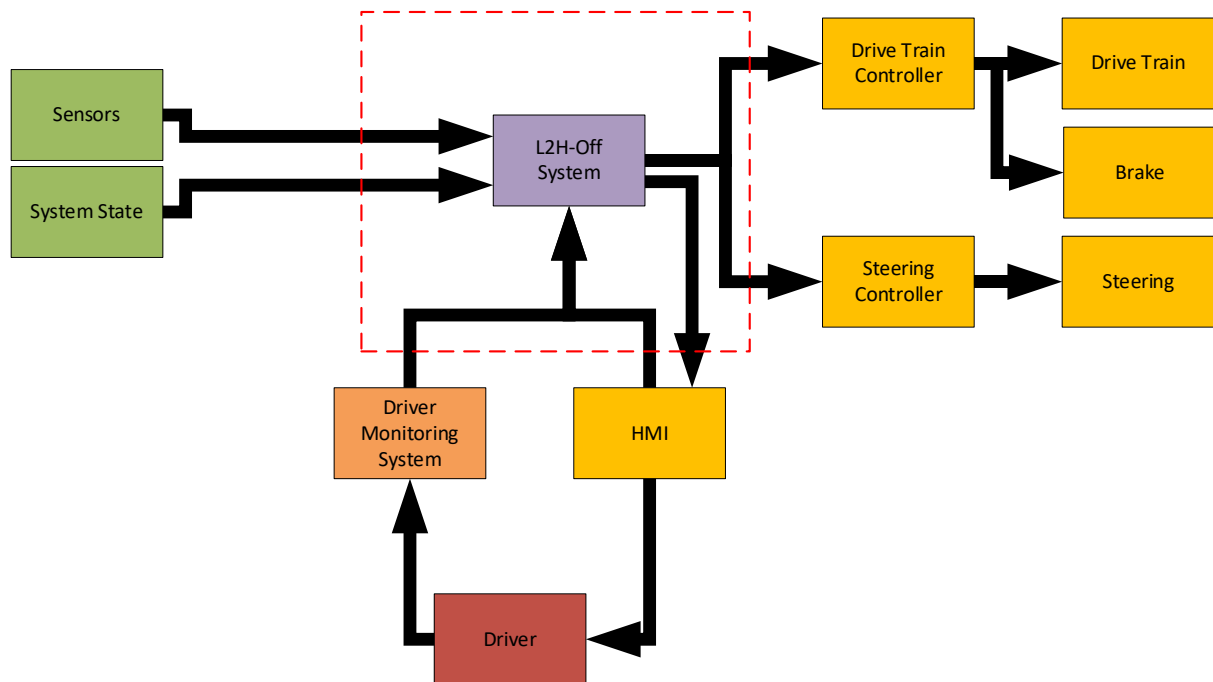 Sensors
System State
L2H-Off
System
Drive Train
Controller
Drive Train
Brake
Steering
Controller
Steering
Driver
Monitoring
System
HMI
Driver